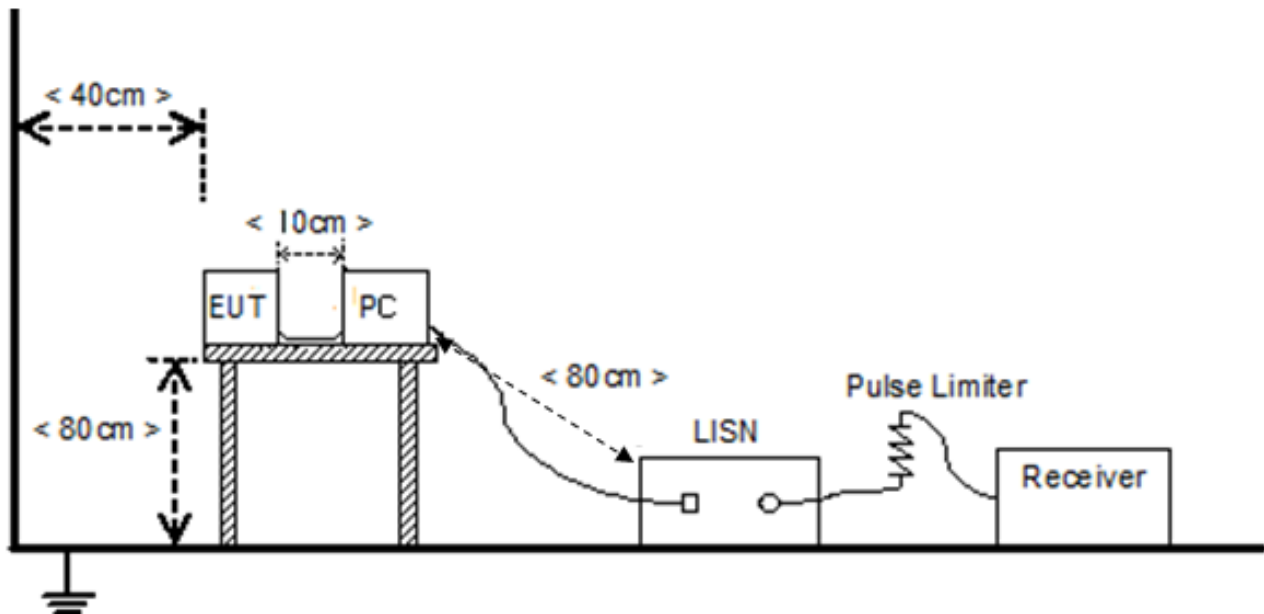 < 40cm >
< 10cm >
EUT
PC
< 80cm >
< 80cm >
Pulse Limiter
LISN
Receiver